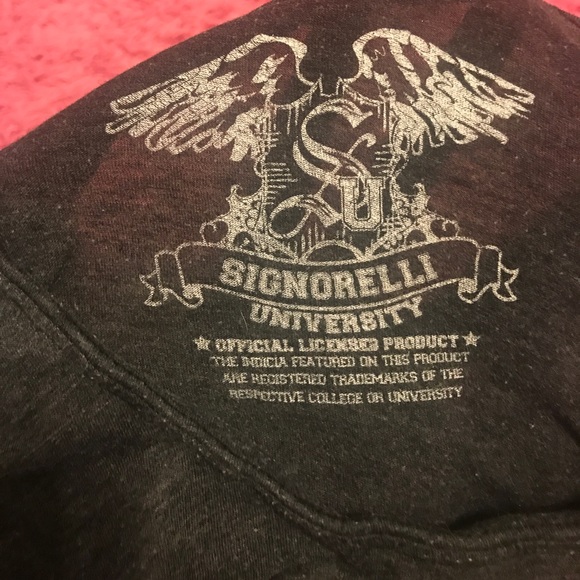 SU
SIGNORELLI
UNIVERSITY
★ OFFICIAL LICENSED PRODUCT ★
THE INDICIA FEATURED ON THIS PRODUCT
ARE REGISTERED TRADEMARKS OF THE
RESPECTIVE COLLEGE OR UNIVERSITY